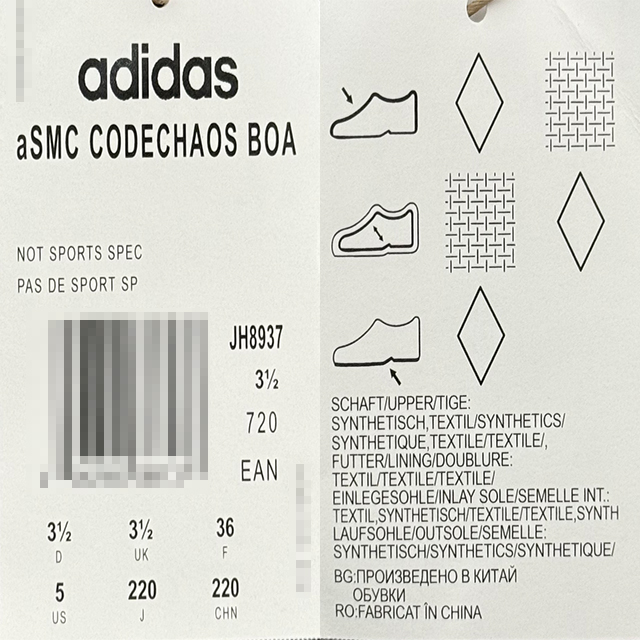 adidas
aSMC CODECHAOS BOA
NOT SPORTS SPEC
PAS DE SPORT SP
JH8937
3½
720
EAN
3½ 3½ 36
D UK F
5 220 220
US J CHN
SCHAFT/UPPER/TIGE:
SYNTHETISCH,TEXTIL/SYNTHETICS/
SYNTHETIQUE,TEXTILE/TEXTILE/,
FUTTER/LINING/DOUBLURE:
TEXTIL/TEXTILE/TEXTILE/
EINLEGESOHLE/INLAY SOLE/SEMELLE INT.:
TEXTIL,SYNTHETISCH/TEXTILE/TEXTILE,SYNTH
LAUFSOHLE/OUTSOLE/SEMELLE:
SYNTHETISCH/SYNTHETICS/SYNTHETIQUE/
BG:ПРОИЗВЕДЕНО В КИТАЙ
ОБУВКИ
RO:FABRICAT ÎN CHINA